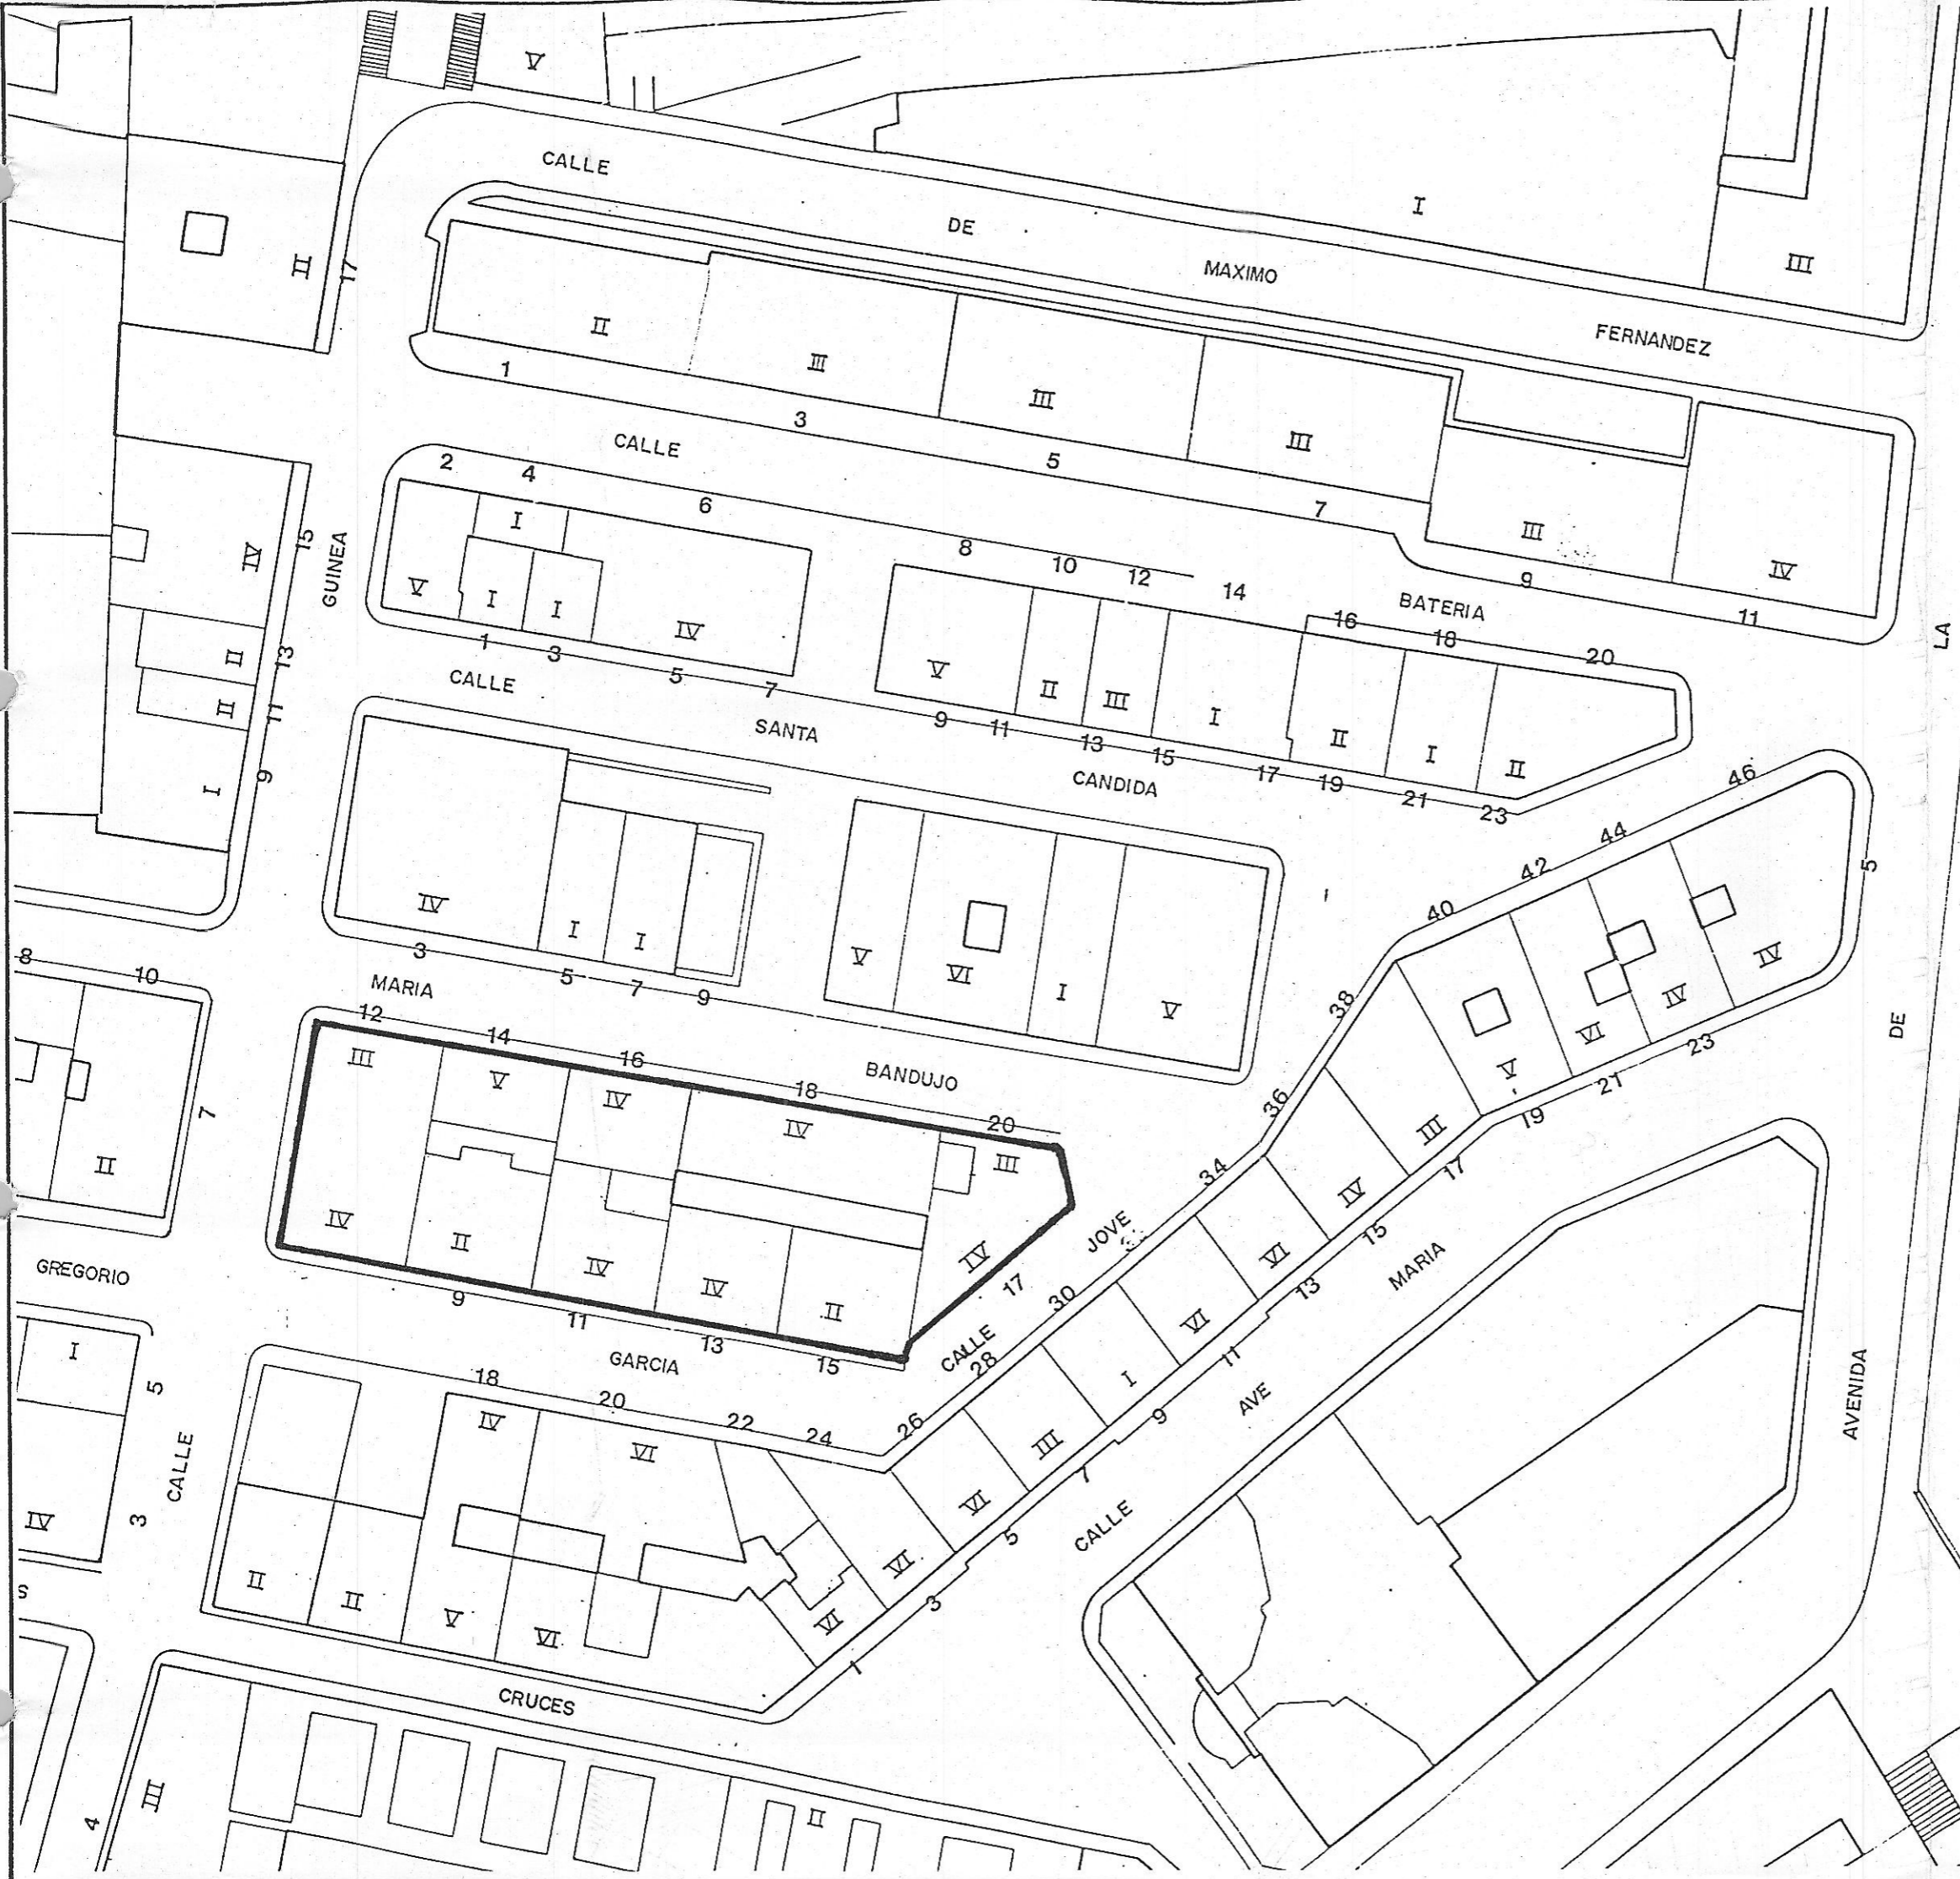 V
CALLE
DE
I
MAXIMO
III
II
17
FERNANDEZ
II
III
III
III
1
3
CALLE
5
2
4
6
7
III
IV
15
GUINEA
IV
I
8
10
12
14
BATERIA
9
11
V
I
I
IV
16
18
20
LA
13
II
1
3
5
7
V
II
III
I
II
I
II
II
11
CALLE
9
11
13
15
17
19
21
23
SANTA
CANDIDA
I
9
46
44
42
40
5
IV
I
I
V
VI
I
V
IV
IV
VI
V
3
5
7
9
8
10
MARIA
38
DE
12
14
16
18
20
BANDUJO
36
23
21
19
III
V
IV
IV
III
7
II
34
III
17
IV
IV
II
IV
IV
II
IV
17
JOVE
VI
15
MARIA
GREGORIO
9
11
13
15
30
VI
13
GARCIA
CALLE
28
I
11
I
5
18
20
22
24
26
III
9
AVE
AVENIDA
IV
VI
CALLE
IV
3
VI
7
CALLE
5
VI
II
II
V
VI
VI
3
S
1
CRUCES
III
4
II